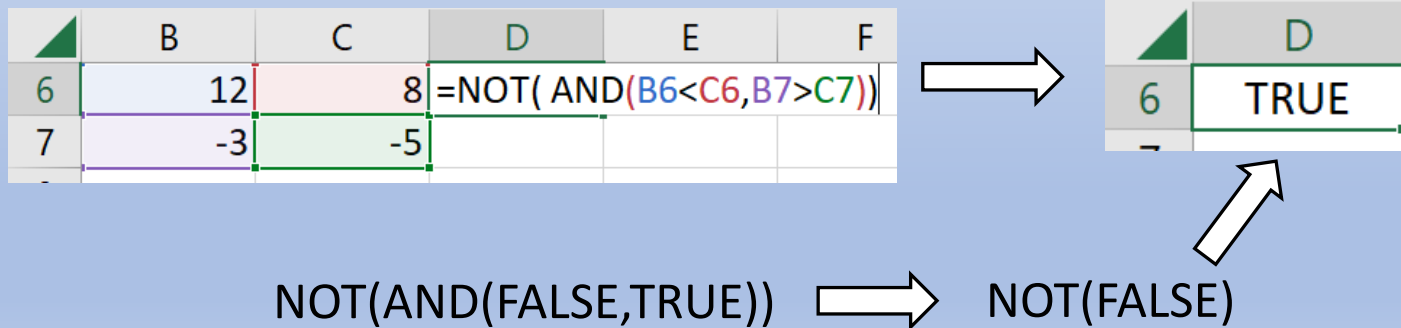 B C D E F
6 12 8 =NOT( AND(B6<C6,B7>C7))
7 -3 -5
D
6 TRUE
NOT(AND(FALSE,TRUE)) NOT(FALSE)